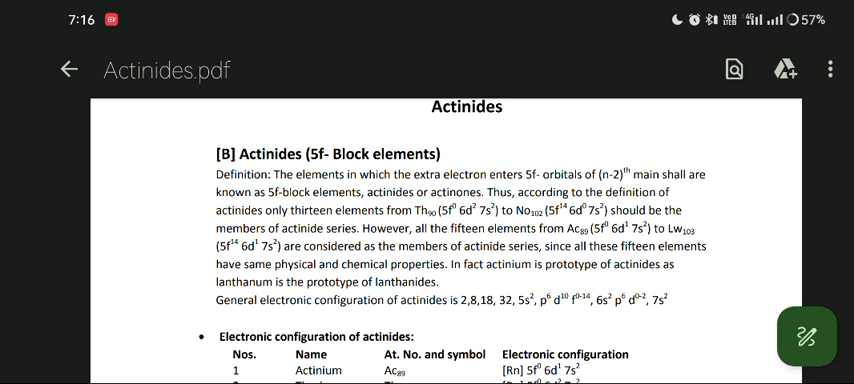 7:16 VoD LTEB 4G 57%
Actinides.pdf
Actinides
[B] Actinides (5f- Block elements)
Definition: The elements in which the extra electron enters 5f- orbitals of (n-2)ᵗʰ main shall are
known as 5f-block elements, actinides or actinones. Thus, according to the definition of
actinides only thirteen elements from Th₉₀ (5f⁰ 6d² 7s²) to No₁₀₂ (5f¹⁴ 6d⁰ 7s²) should be the
members of actinide series. However, all the fifteen elements from Ac₈₉ (5f⁰ 6d¹ 7s²) to Lw₁₀₃
(5f¹⁴ 6d¹ 7s²) are considered as the members of actinide series, since all these fifteen elements
have same physical and chemical properties. In fact actinium is prototype of actinides as
lanthanum is the prototype of lanthanides.
General electronic configuration of actinides is 2,8,18, 32, 5s², p⁶ d¹⁰ f⁰⁻¹⁴, 6s² p⁶ d⁰⁻², 7s²
• Electronic configuration of actinides:
Nos. Name At. No. and symbol Electronic configuration
1 Actinium Ac₈₉ [Rn] 5f⁰ 6d¹ 7s²